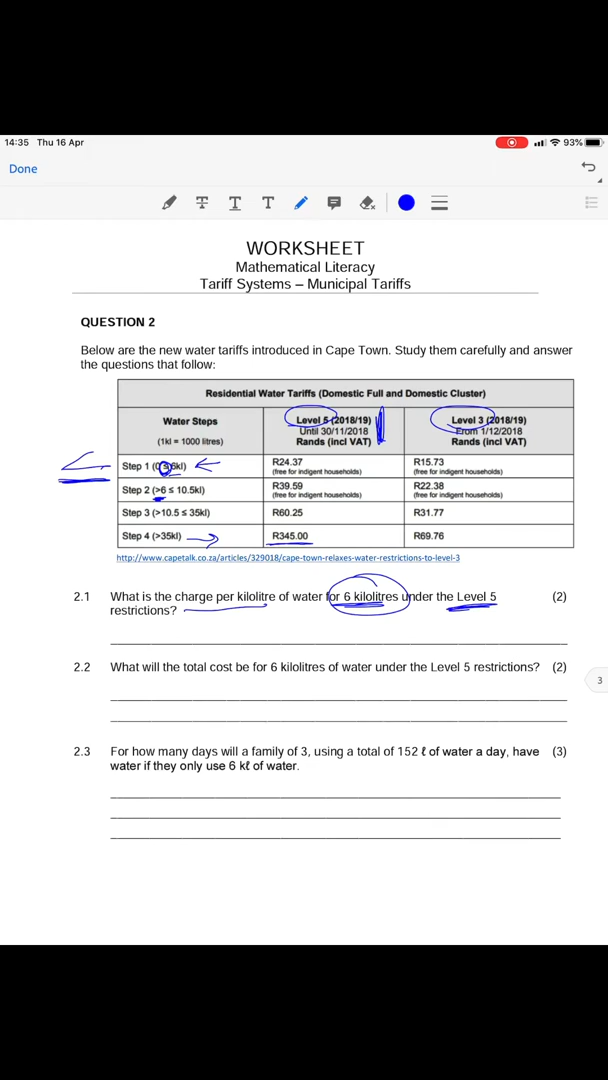 14:35 Thu 16 Apr 93%
Done
WORKSHEET
Mathematical Literacy
Tariff Systems – Municipal Tariffs
QUESTION 2
Below are the new water tariffs introduced in Cape Town. Study them carefully and answer
the questions that follow:
Residential Water Tariffs (Domestic Full and Domestic Cluster)
Water Steps
(1kl = 1000 litres)
Level 5 (2018/19)
Until 30/11/2018
Rands (incl VAT)
Level 3 (2018/19)
From 1/12/2018
Rands (incl VAT)
Step 1 (0 ≤ 6kl)
R24.37
(free for indigent households)
R15.73
(free for indigent households)
Step 2 (>6 ≤ 10.5kl)
R39.59
(free for indigent households)
R22.38
(free for indigent households)
Step 3 (>10.5 ≤ 35kl)
R60.25
R31.77
Step 4 (>35kl)
R345.00
R69.76
http://www.capetalk.co.za/articles/329018/cape-town-relaxes-water-restrictions-to-level-3
2.1 What is the charge per kilolitre of water for 6 kilolitres under the Level 5 (2)
restrictions?
2.2 What will the total cost be for 6 kilolitres of water under the Level 5 restrictions? (2)
3
2.3 For how many days will a family of 3, using a total of 152 ℓ of water a day, have (3)
water if they only use 6 kℓ of water.